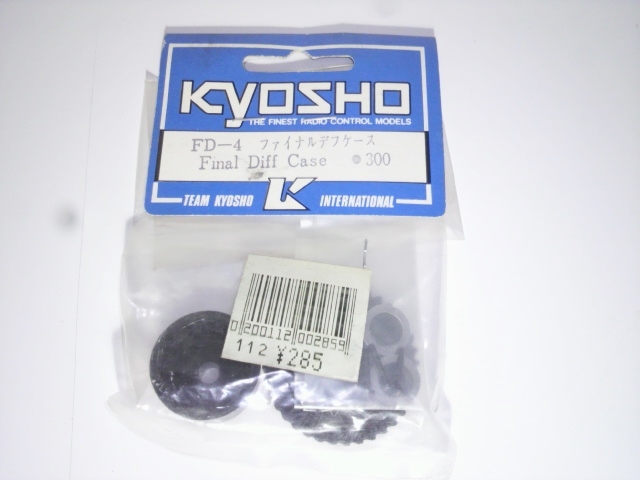 KYOSHO
THE FINEST RADIO CONTROL MODELS
FD-4 ファイナルデフケース
Final Diff Case ●300
TEAM KYOSHO K INTERNATIONAL
0200112002859
112 ¥285